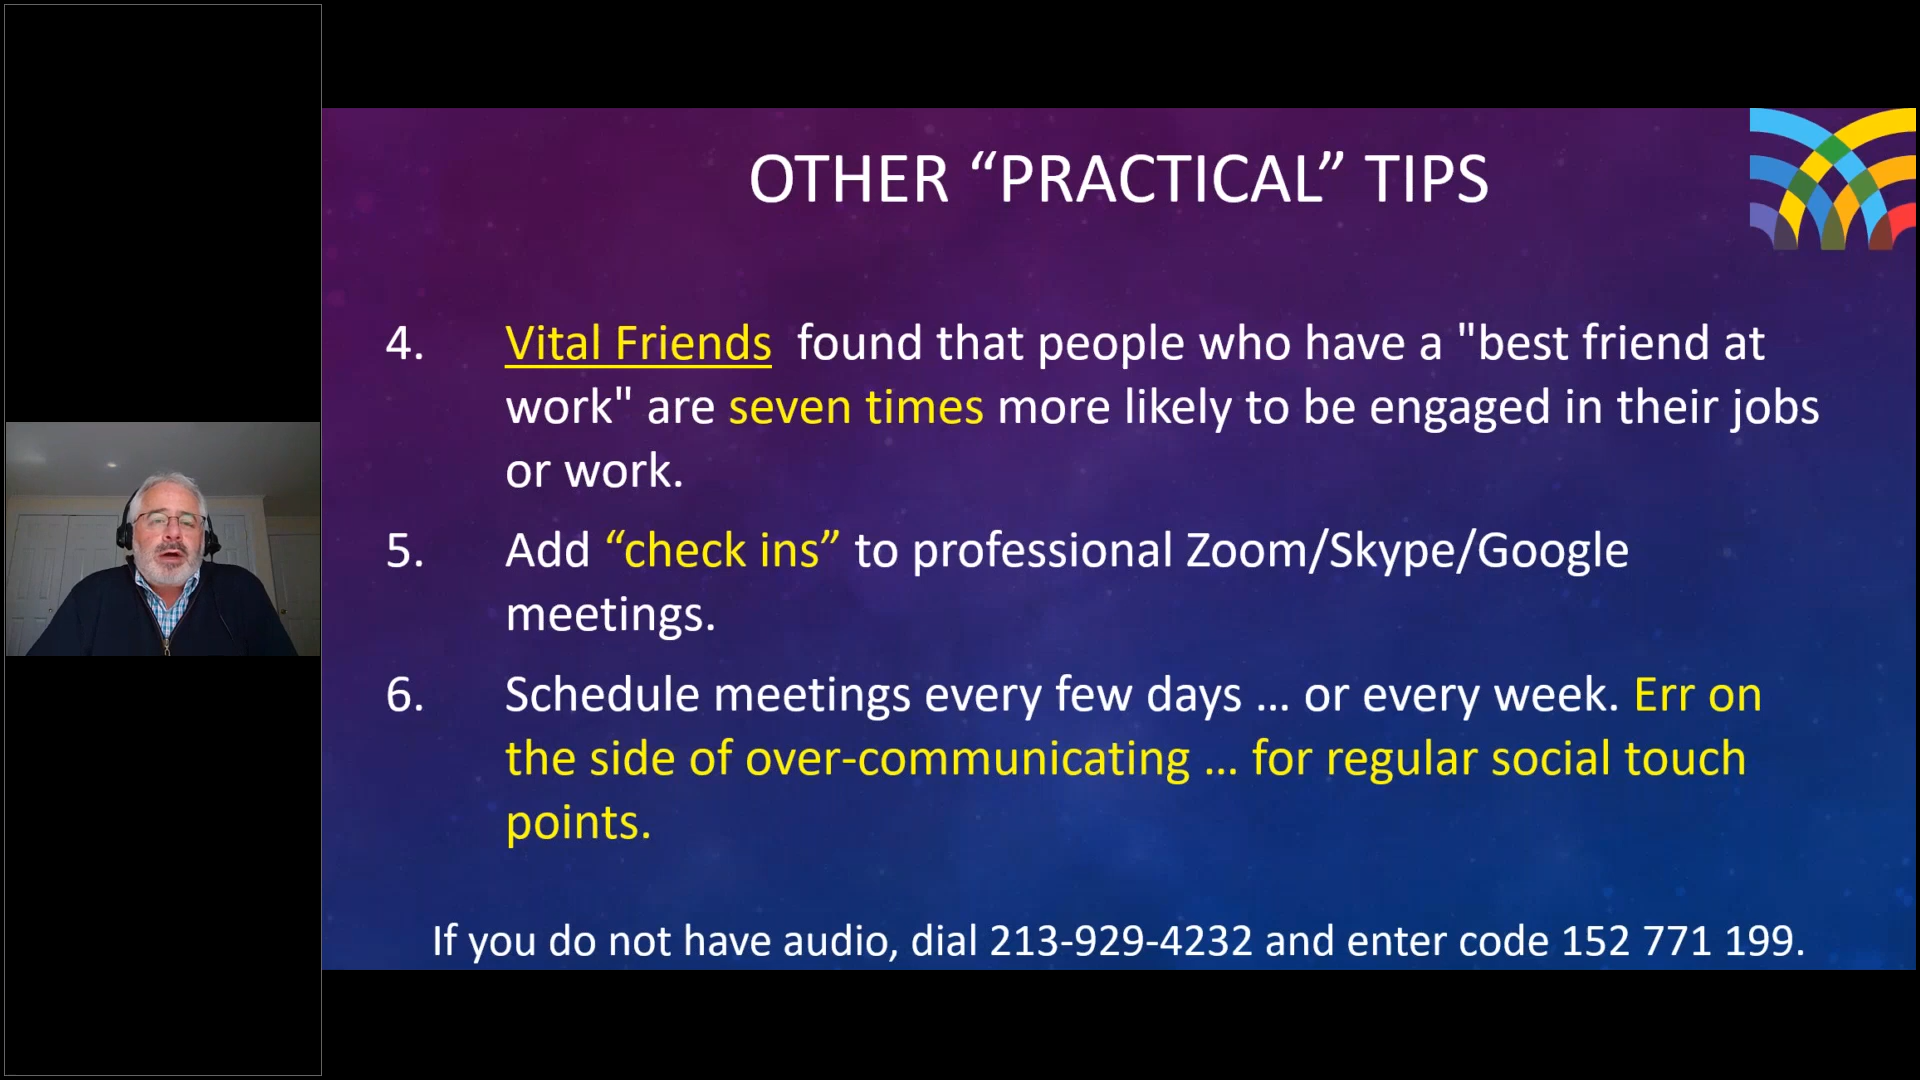 OTHER “PRACTICAL” TIPS
4. Vital Friends found that people who have a "best friend at
work" are seven times more likely to be engaged in their jobs
or work.
5. Add “check ins” to professional Zoom/Skype/Google
meetings.
6. Schedule meetings every few days ... or every week. Err on
the side of over-communicating ... for regular social touch
points.
If you do not have audio, dial 213-929-4232 and enter code 152 771 199.